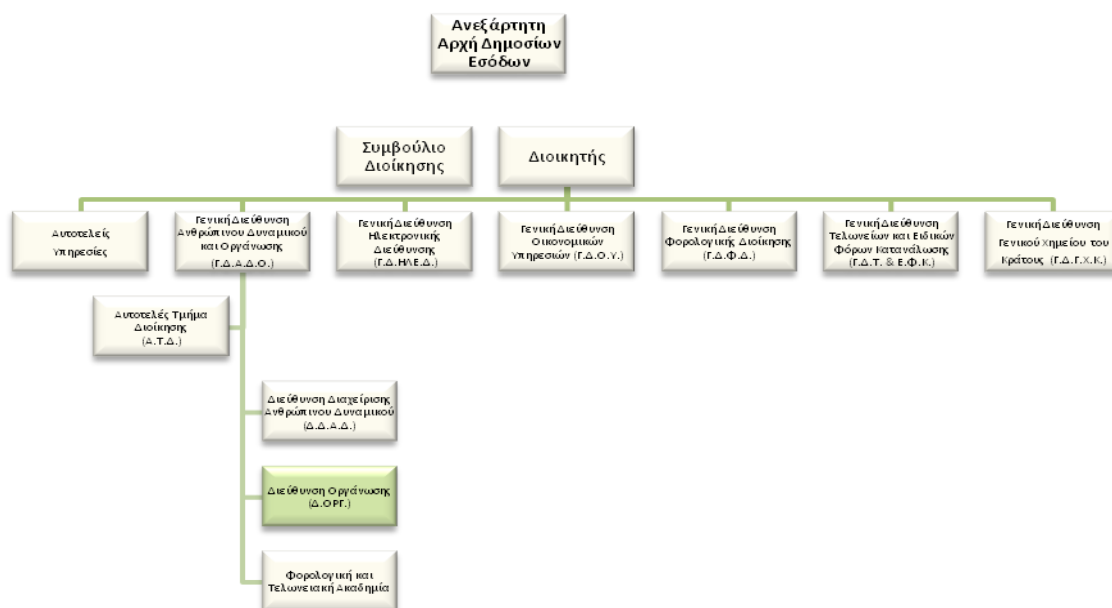 Ανεξάρτητη
Αρχή Δημοσίων
Εσόδων
Συμβούλιο
Διοίκησης
Διοικητής
Αυτοτελείς
Υπηρεσίες
Γενική Διεύθυνση
Ανθρώπινου Δυναμικού
και Οργάνωσης
(Γ.Δ.Α.Δ.Ο.)
Γενική Διεύθυνση
Ηλεκτρονικής
Διεύθυνσης
(Γ.Δ.ΗΛΕ.Δ.)
Γενική Διεύθυνση
Οικονομικών
Υπηρεσιών (Γ.Δ.Ο.Υ.)
Γενική Διεύθυνση
Φορολογικής Διοίκησης
(Γ.Δ.Φ.Δ.)
Γενική Διεύθυνση
Τελωνείων και Ειδικών
Φόρων Κατανάλωσης
(Γ.Δ.Τ. & Ε.Φ.Κ.)
Γενική Διεύθυνση
Γενικού Χημείου του
Κράτους (Γ.Δ.Γ.Χ.Κ.)
Αυτοτελές Τμήμα
Διοίκησης
(Α.Τ.Δ.)
Διεύθυνση Διαχείρισης
Ανθρώπινου Δυναμικού
(Δ.Δ.Α.Δ.)
Διεύθυνση Οργάνωσης
(Δ.ΟΡΓ.)
Φορολογική και
Τελωνειακή Ακαδημία